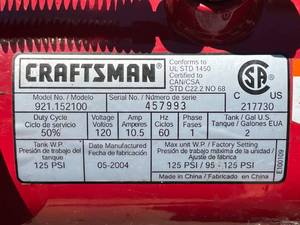 CRAFTSMAN
Conforms to
UL STD 1450
Certified to
CAN/CSA
STD C22.2 NO 68
Model No. / Modelo
921.152100
Serial No. / Número de serie
457993
C US
217730
Duty Cycle
Ciclo de servicio
50%
Voltage
Voltios
120
Amps
Amperios
10.5
Hz
Ciclos
60
Phase
Fases
1
Tank / Gal U.S.
Tanque / Galones EUA
2
Tank W.P.
Presión de trabajo del
tanque
125 PSI
Date Manufactured
Fecha de fabricación
05-2004
Max unit W.P. / Factory Setting
Presión de trabajo máxima de la unidad /
Ajuste de fábrica
125 PSI / 95 - 125 PSI
Made in China / Fabricado en China